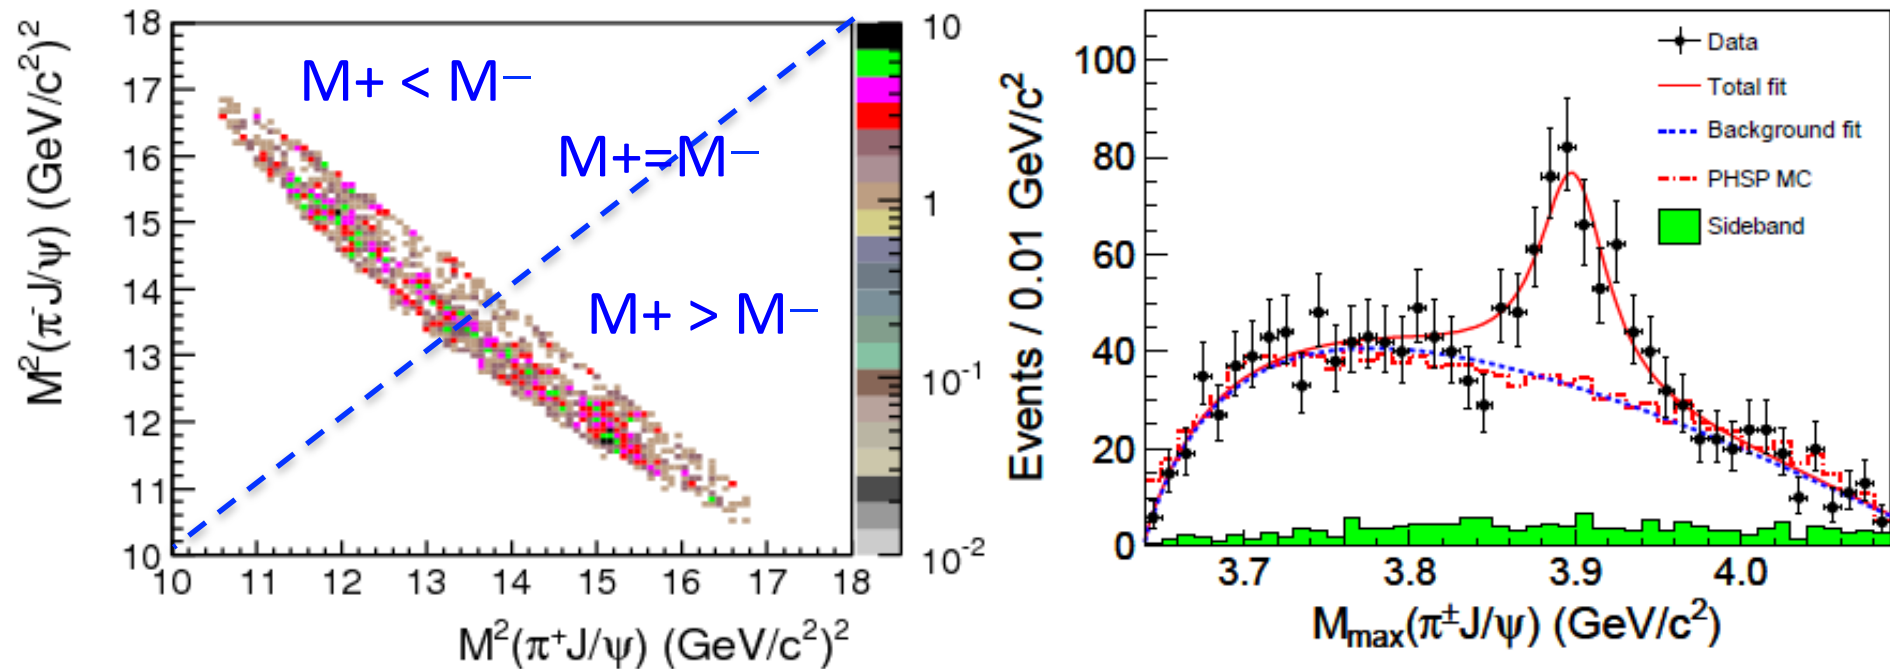 18
17
16
15
14
13
12
11
10
M²(π⁻J/ψ) (GeV/c²)²
M+ < M−
M+=M−
M+ > M−
10
1
10⁻¹
10⁻²
10 11 12 13 14 15 16 17 18
M²(π⁺J/ψ) (GeV/c²)²
100
80
60
40
20
0
Events / 0.01 GeV/c²
Data
Total fit
Background fit
PHSP MC
Sideband
3.7 3.8 3.9 4.0
Mmax(π±J/ψ) (GeV/c²)